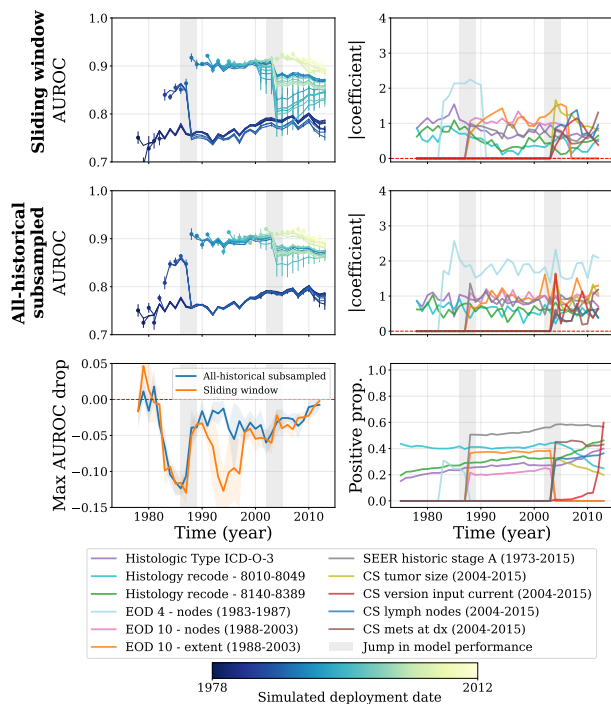 Sliding window
AUROC
0.9
0.8
0.7
|coefficient|
4
3
2
1
0
1980
1990
2000
2010
1980
1990
2000
2010
All-historical
subsampled
AUROC
1.0
0.9
0.8
0.7
|coefficient|
4
3
2
1
0
Max AUROC drop
0.05
0.00
−0.05
−0.10
−0.15
All-historical subsampled
Sliding window
Positive prop.
1.0
0.8
0.6
0.4
0.2
0.0
1980
1990
2000
2010
1980
1990
2000
2010
Time (year)
Time (year)
Histologic Type ICD-O-3
Histology recode - 8010-8049
Histology recode - 8140-8389
EOD 4 - nodes (1983-1987)
EOD 10 - nodes (1988-2003)
EOD 10 - extent (1988-2003)
SEER historic stage A (1973-2015)
CS tumor size (2004-2015)
CS version input current (2004-2015)
CS lymph nodes (2004-2015)
CS mets at dx (2004-2015)
Jump in model performance
1978
2012
Simulated deployment date